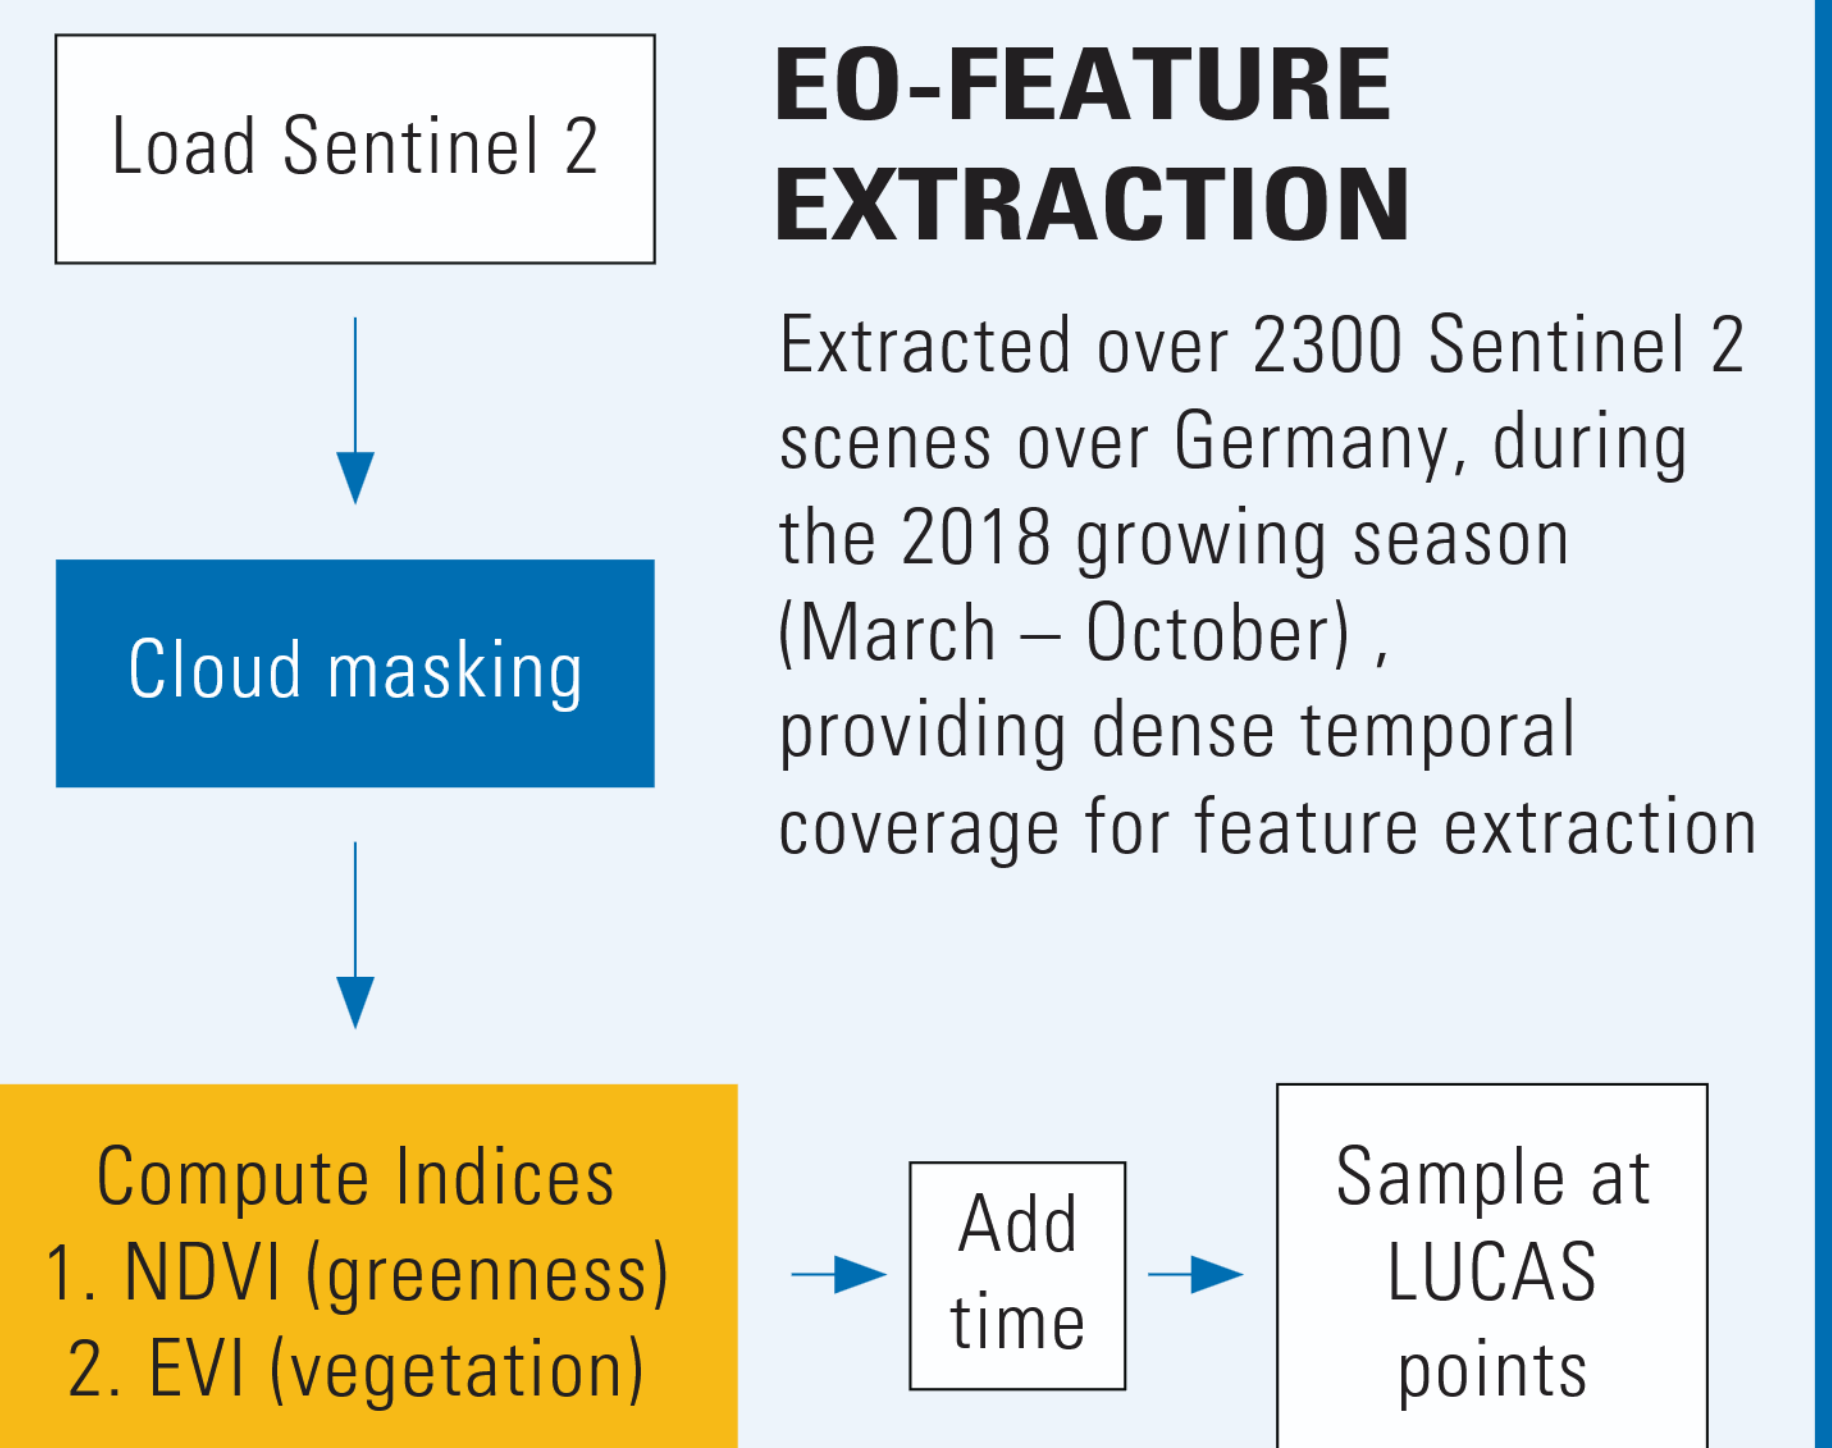 Load Sentinel 2
EO-FEATURE
EXTRACTION
Extracted over 2300 Sentinel 2
scenes over Germany, during
the 2018 growing season
(March – October) ,
providing dense temporal
coverage for feature extraction
Cloud masking
Compute Indices
1. NDVI (greenness)
2. EVI (vegetation)
Add
time
Sample at
LUCAS
points